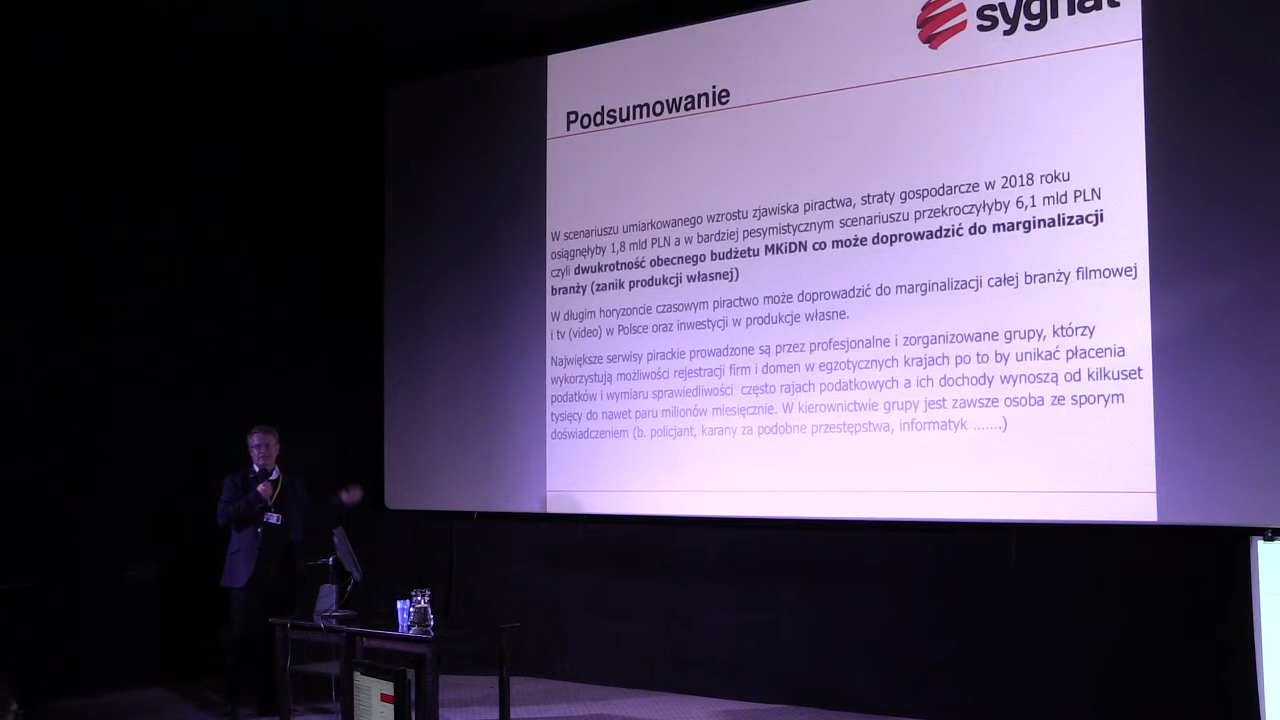 sygnał
Podsumowanie
W scenariuszu umiarkowanego wzrostu zjawiska piractwa, straty gospodarcze w 2018 roku
osiągnęłyby 1,8 mld PLN a w bardziej pesymistycznym scenariuszu przekroczyłyby 6,1 mld PLN
czyli dwukrotność obecnego budżetu MKiDN co może doprowadzić do marginalizacji
branży (zanik produkcji własnej)
W długim horyzoncie czasowym piractwo może doprowadzić do marginalizacji całej branży filmowej
i tv (video) w Polsce oraz inwestycji w produkcje własne.
Największe serwisy pirackie prowadzone są przez profesjonalne i zorganizowane grupy, którzy
wykorzystują możliwości rejestracji firm i domen w egzotycznych krajach po to by unikać płacenia
podatków i wymiaru sprawiedliwości często rajach podatkowych a ich dochody wynoszą od kilkuset
tysięcy do nawet paru milionów miesięcznie. W kierownictwie grupy jest zawsze osoba ze sporym
doświadczeniem (b. policjant, karany za podobne przestępstwa, informatyk .......)